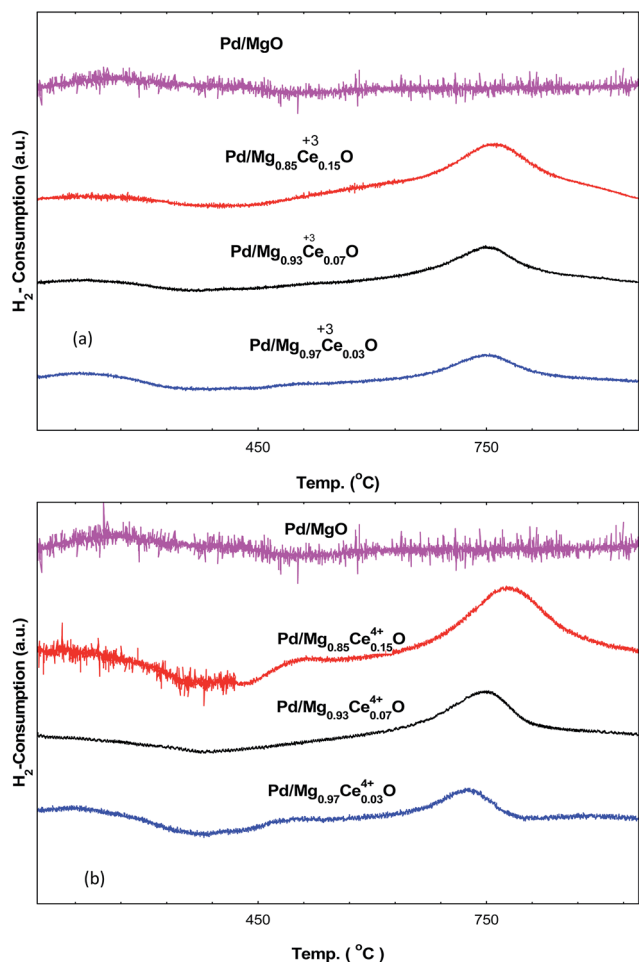 Pd/MgO
Pd/Mg₀.₈₅Ce⁺³₀.₁₅O
Pd/Mg₀.₉₃Ce⁺³₀.₀₇O
Pd/Mg₀.₉₇Ce⁺³₀.₀₃O
(a)
H₂- Consumption (a.u.)
450 750
Temp. (°C)
Pd/MgO
Pd/Mg₀.₈₅Ce⁴⁺₀.₁₅O
Pd/Mg₀.₉₃Ce⁴⁺₀.₀₇O
Pd/Mg₀.₉₇Ce⁴⁺₀.₀₃O
(b)
H₂-Consumption (a.u.)
450 750
Temp. ( °C)